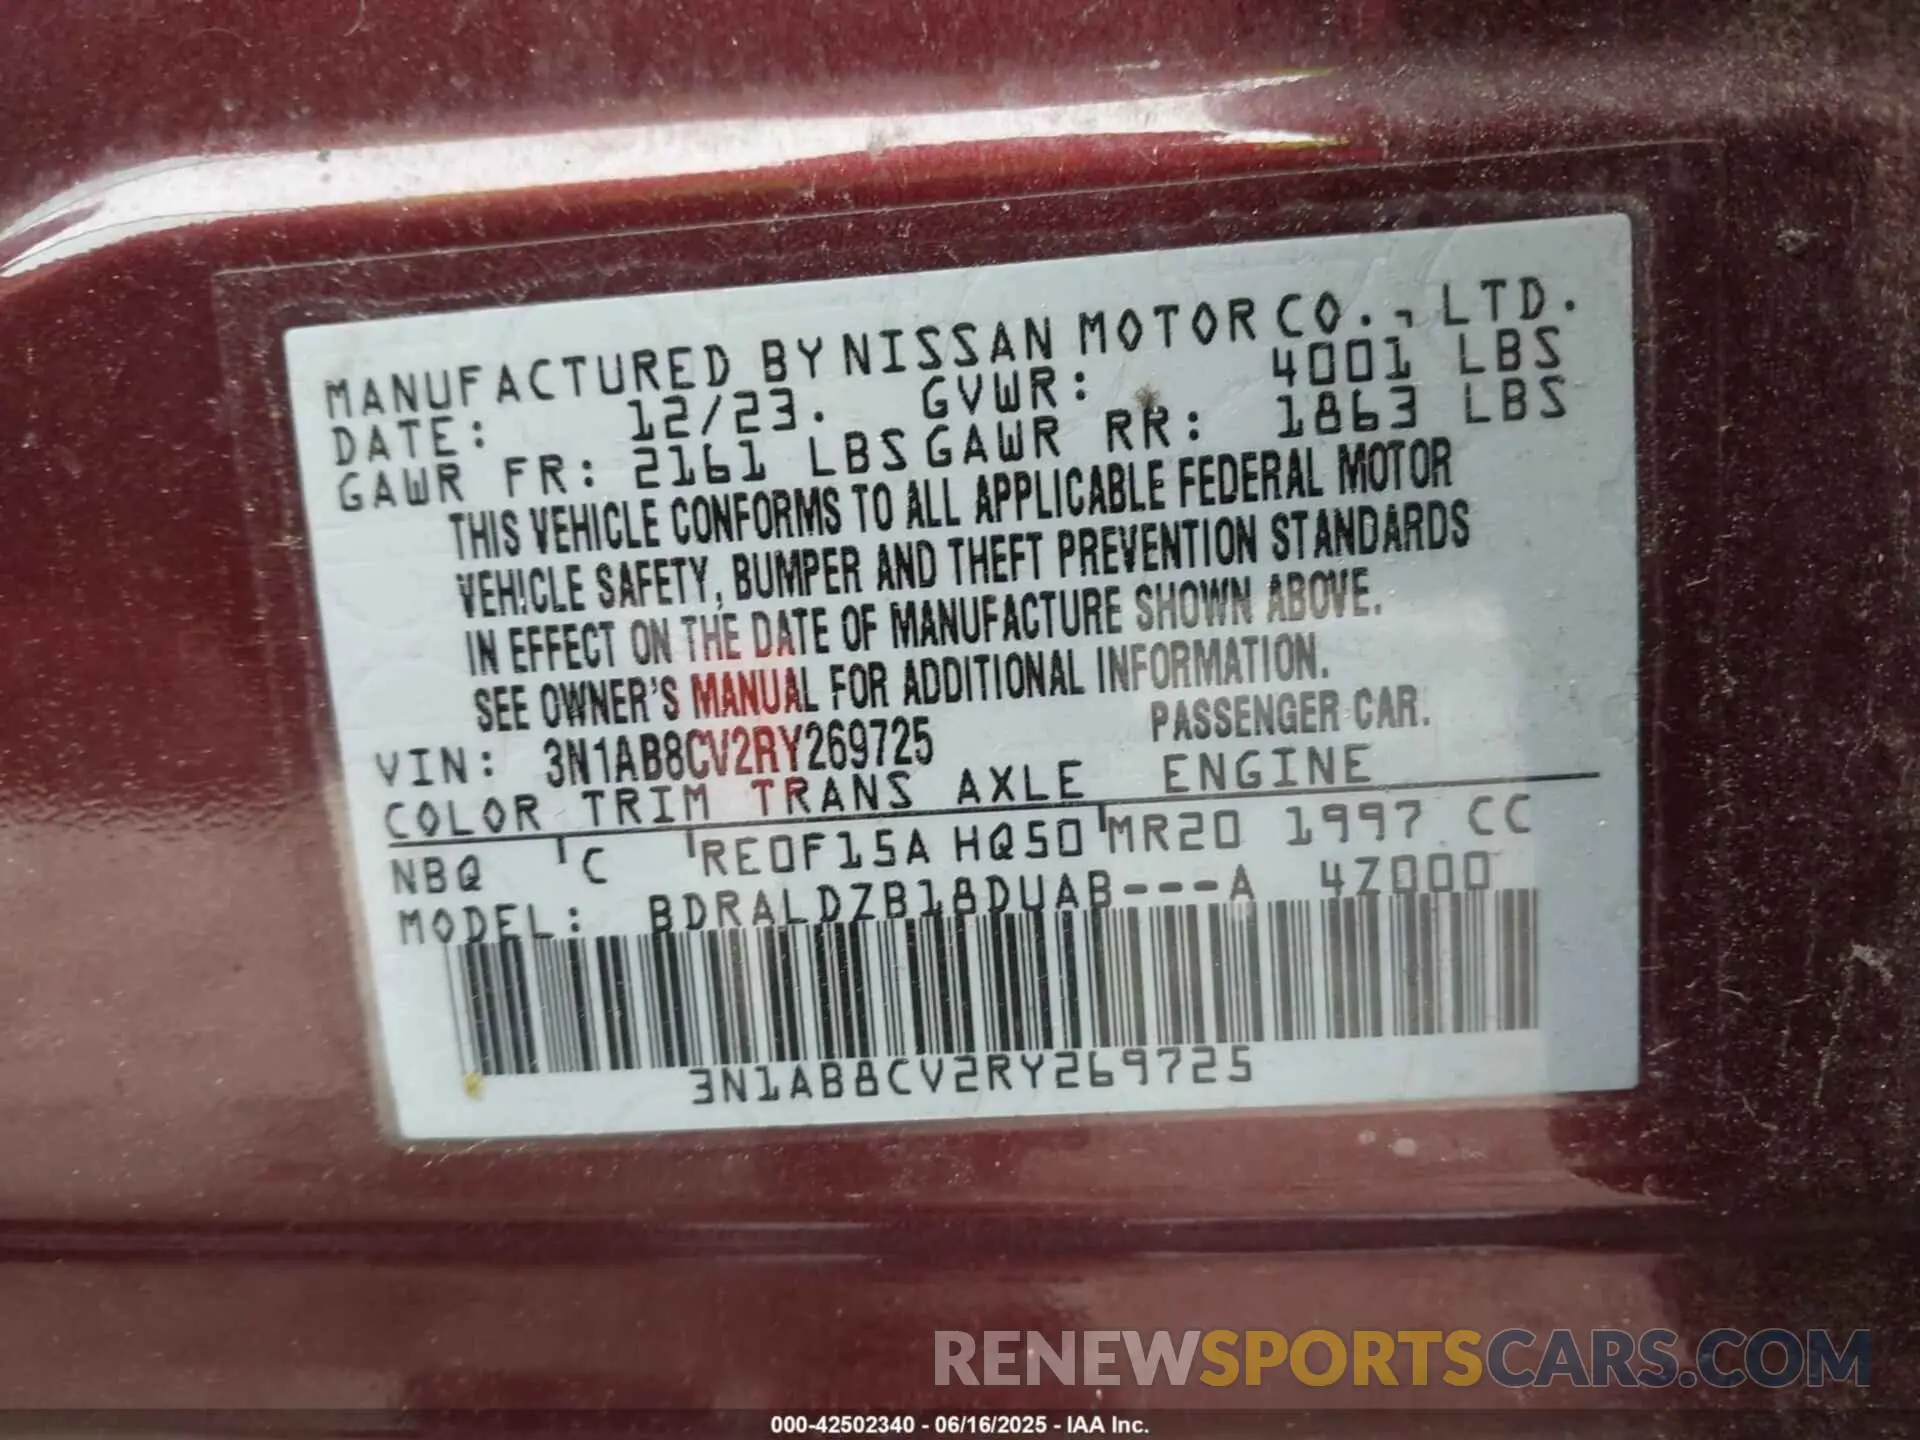 MANUFACTURED BY NISSAN MOTOR CO., LTD.
DATE: 12/23. GVWR: 4001 LBS
GAWR FR: 2161 LBS GAWR RR: 1863 LBS
THIS VEHICLE CONFORMS TO ALL APPLICABLE FEDERAL MOTOR
VEHICLE SAFETY, BUMPER AND THEFT PREVENTION STANDARDS
IN EFFECT ON THE DATE OF MANUFACTURE SHOWN ABOVE.
SEE OWNER'S MANUAL FOR ADDITIONAL INFORMATION.
VIN: 3N1AB8CV2RY269725 PASSENGER CAR.
COLOR TRIM TRANS AXLE ENGINE
NBQ C RE0F15A HQ50 MR20 1997 CC
MODEL: BDRALDZB18DUAB---A 4Z000
3N1AB8CV2RY269725
RENEWSPORTSCARS.COM
000-42502340 - 06/16/2025 - IAA Inc.